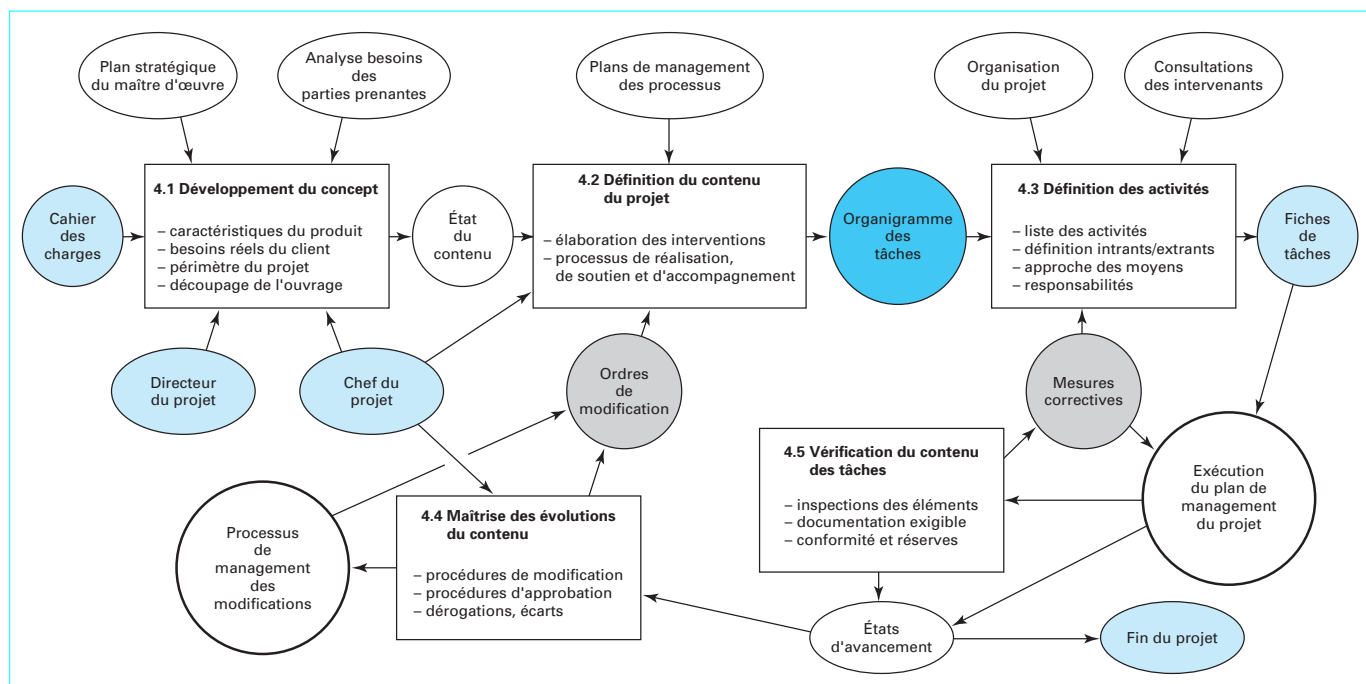 Plan stratégique
du maître d'œuvre
Analyse besoins
des
parties prenantes
Plans de management
des processus
Organisation
du projet
Consultations
des intervenants
Cahier
des
charges
4.1 Développement du concept
– caractéristiques du produit
– besoins réels du client
– périmètre du projet
– découpage de l'ouvrage
État
du
contenu
4.2 Définition du contenu
du projet
– élaboration des interventions
– processus de réalisation,
de soutien et d'accompagnement
Organigramme
des
tâches
4.3 Définition des activités
– liste des activités
– définition intrants/extrants
– approche des moyens
– responsabilités
Fiches
de
tâches
Directeur
du projet
Chef du
projet
Ordres
de
modification
Mesures
correctives
Processus
de
management
des
modifications
4.4 Maîtrise des évolutions
du contenu
– procédures de modification
– procédures d'approbation
– dérogations, écarts
4.5 Vérification du contenu
des tâches
– inspections des éléments
– documentation exigible
– conformité et réserves
Exécution
du plan de
management
du projet
États
d'avancement
Fin du projet